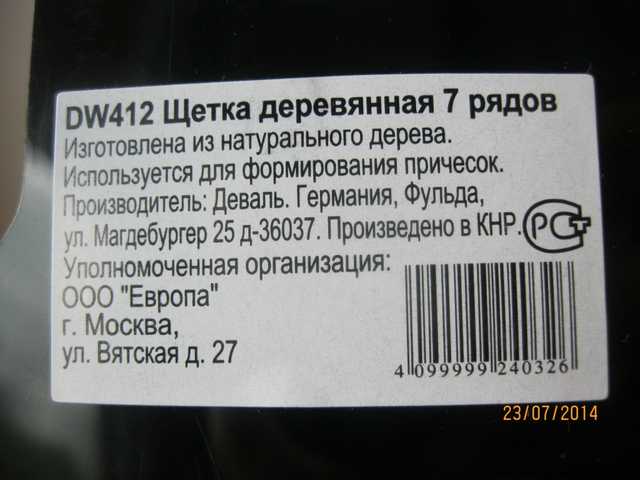 DW412 Щетка деревянная 7 рядов
Изготовлена из натурального дерева.
Используется для формирования причесок.
Производитель: Деваль. Германия, Фульда,
ул. Магдебургер 25 д-36037. Произведено в КНР.
РСТ
Уполномоченная организация:
ООО "Европа"
г. Москва,
ул. Вятская д. 27
4 099999 240326
23/07/2014